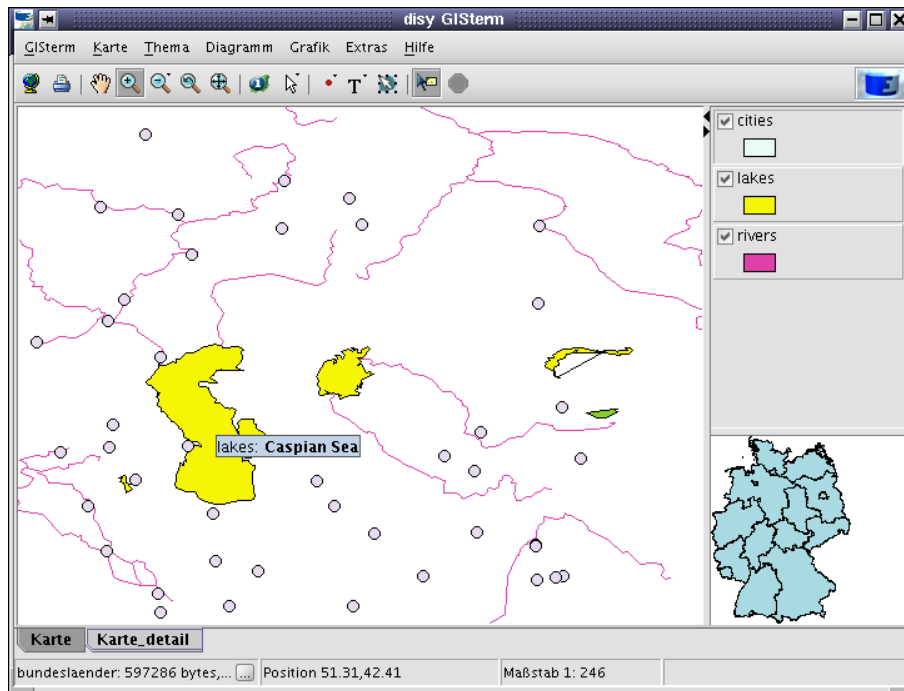 disy GISterm
GISterm Karte Thema Diagramm Grafik Extras Hilfe
cities
lakes
rivers
lakes: Caspian Sea
Karte Karte_detail
bundeslaender: 597286 bytes,... ... Position 51.31,42.41 Maßstab 1: 246